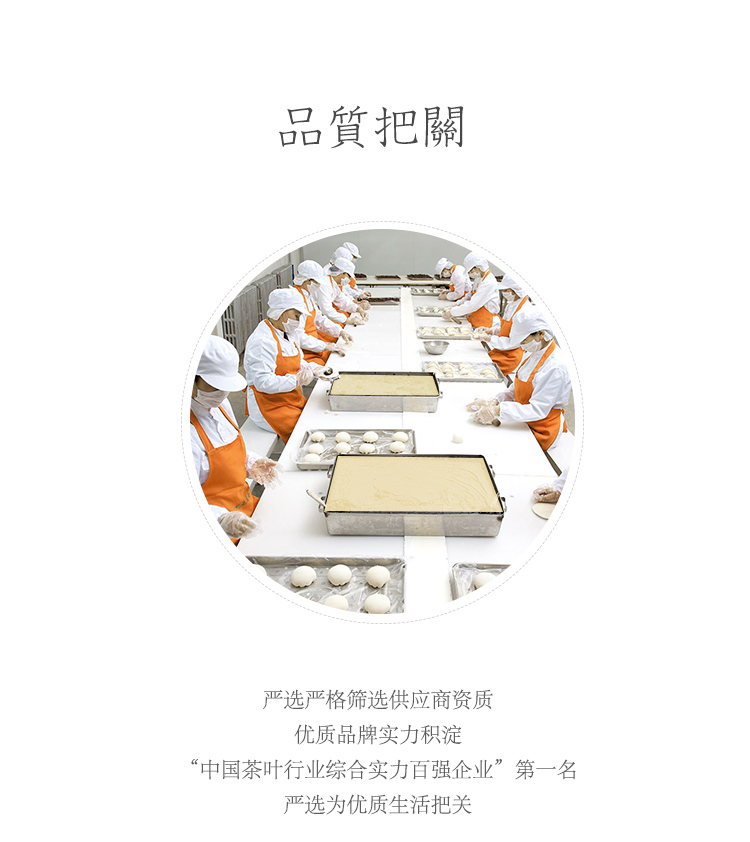 品質把關
严选严格筛选供应商资质
优质品牌实力积淀
“中国茶叶行业综合实力百强企业”第一名
严选为优质生活把关